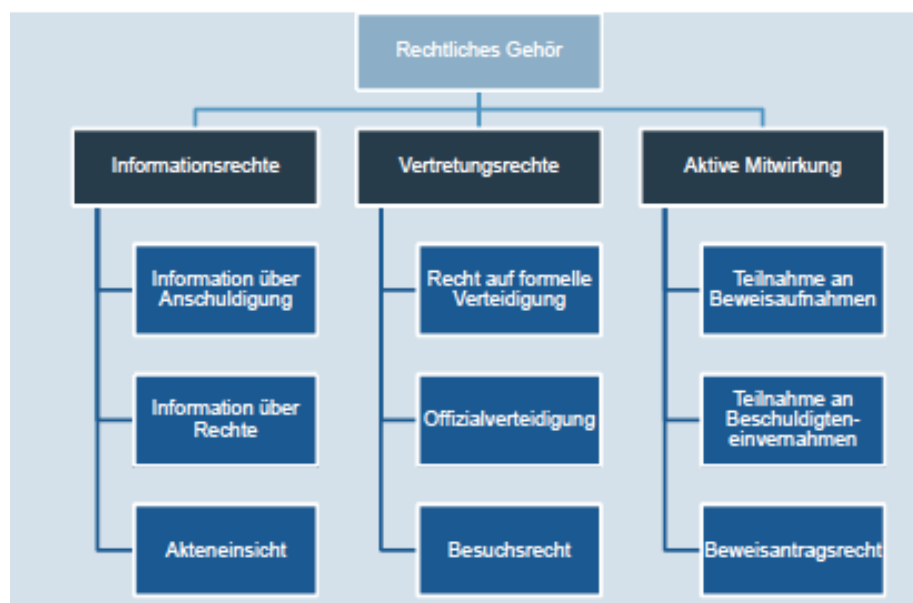 Rechtliches Gehör
Informationsrechte
Vertretungsrechte
Aktive Mitwirkung
Information über
Anschuldigung
Recht auf formelle
Verteidigung
Teilnahme an
Beweisaufnahmen
Information über
Rechte
Offizialverteidigung
Teilnahme an
Beschuldigten-
einvernahmen
Akteneinsicht
Besuchsrecht
Beweisantragsrecht